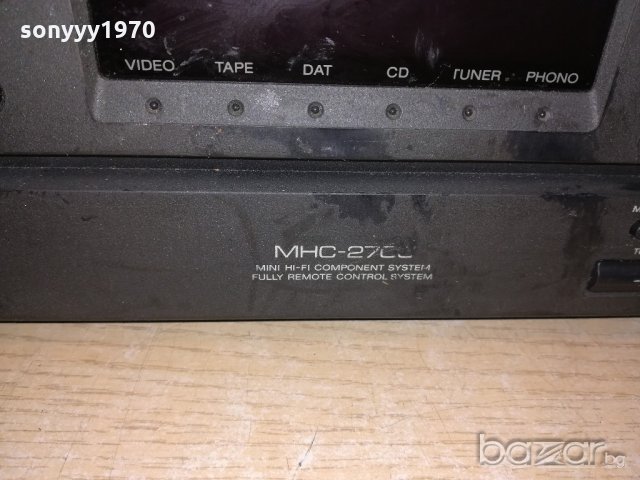 sonyyy1970
VIDEO TAPE DAT CD TUNER PHONO
MINI HI-FI COMPONENT SYSTEM
FULLY REMOTE CONTROL SYSTEM
bazar.bg